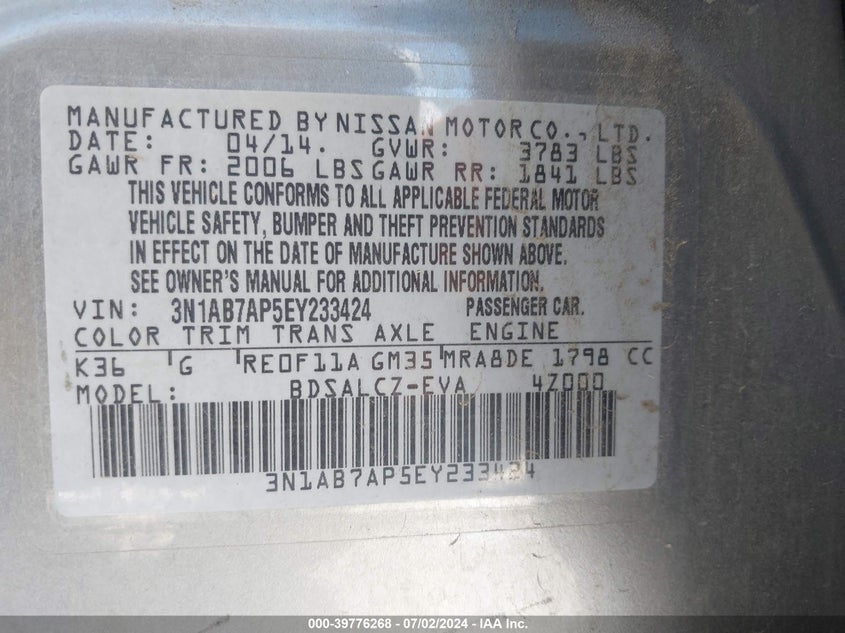 MANUFACTURED BY NISSAN MOTOR CO., LTD.
DATE: 04/14. GVWR: 3783 LBS
GAWR FR: 2006 LBS GAWR RR: 1841 LBS
THIS VEHICLE CONFORMS TO ALL APPLICABLE FEDERAL MOTOR
VEHICLE SAFETY, BUMPER AND THEFT PREVENTION STANDARDS
IN EFFECT ON THE DATE OF MANUFACTURE SHOWN ABOVE.
SEE OWNER'S MANUAL FOR ADDITIONAL INFORMATION.
VIN: 3N1AB7AP5EY233424 PASSENGER CAR.
COLOR TRIM TRANS AXLE ENGINE
K36 G RE0F11A GM35 MRA8DE 1798 CC
MODEL: BDSALCZ-EVA 4Z000
3N1AB7AP5EY233424
000-39776268 - 07/02/2024 - IAA Inc.